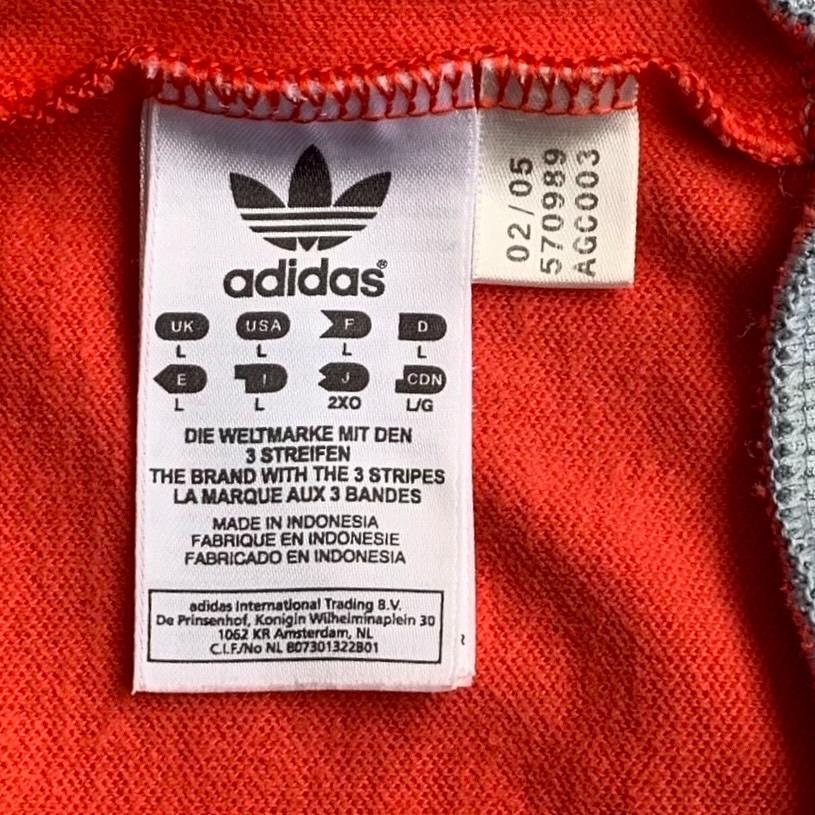 adidas®
UK USA F D
L L L L
E I J CDN
L L 2XO L/G
DIE WELTMARKE MIT DEN
3 STREIFEN
THE BRAND WITH THE 3 STRIPES
LA MARQUE AUX 3 BANDES
MADE IN INDONESIA
FABRIQUE EN INDONESIE
FABRICADO EN INDONESIA
adidas International Trading B.V.
De Prinsenhof, Konigin Wilhelminaplein 30
1062 KR Amsterdam, NL
C.I.F./No NL 807301322B01
02/05
570989
AGC003